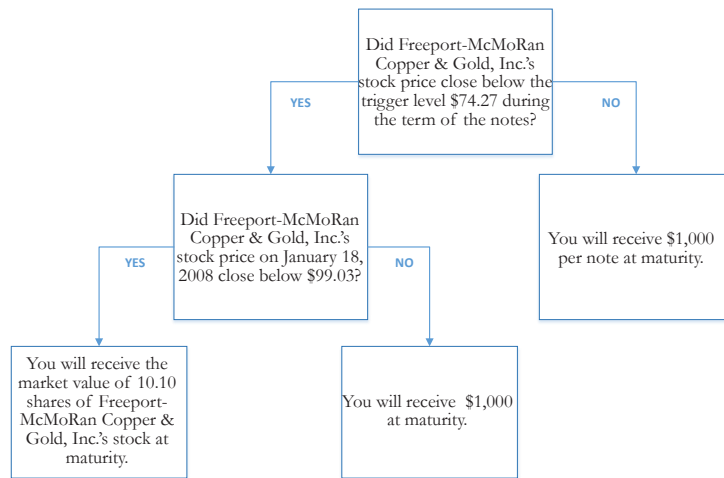 Did Freeport-McMoRan
Copper & Gold, Inc.'s
stock price close below the
trigger level $74.27 during
the term of the notes?
YES
NO
Did Freeport-McMoRan
Copper & Gold, Inc.'s
stock price on January 18,
2008 close below $99.03?
You will receive $1,000
per note at maturity.
YES
NO
You will receive the
market value of 10.10
shares of Freeport-
McMoRan Copper &
Gold, Inc.'s stock at
maturity.
You will receive $1,000
at maturity.